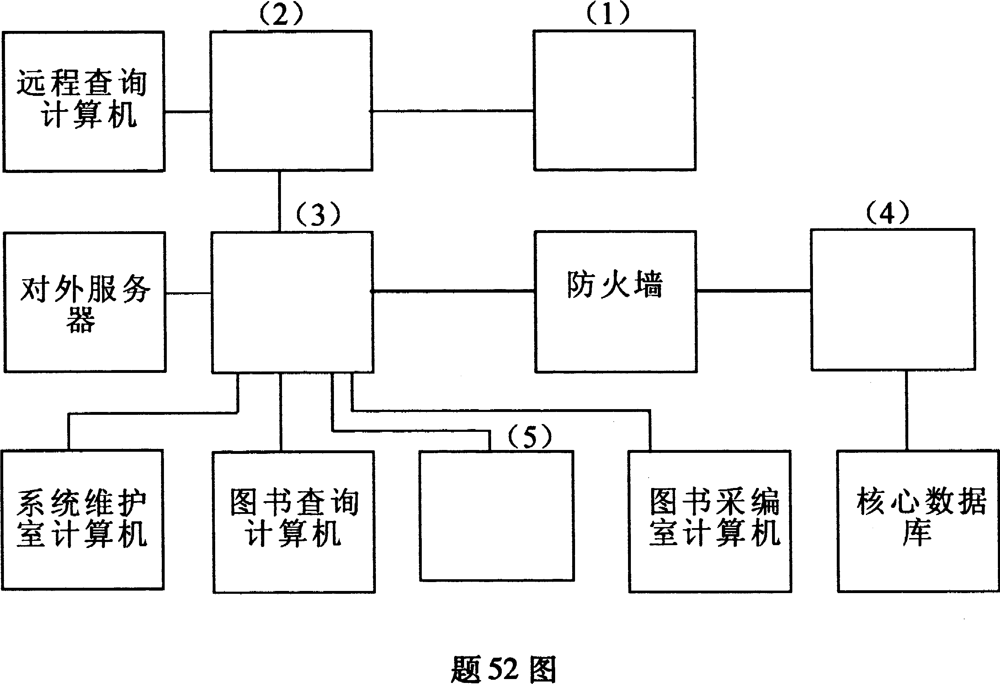 （2）
（1）
远程查询
计算机
（3）
（4）
对外服务
器
防火墙
（5）
系统维护
室计算机
图书查询
计算机
图书采编
室计算机
核心数据
库
题52图